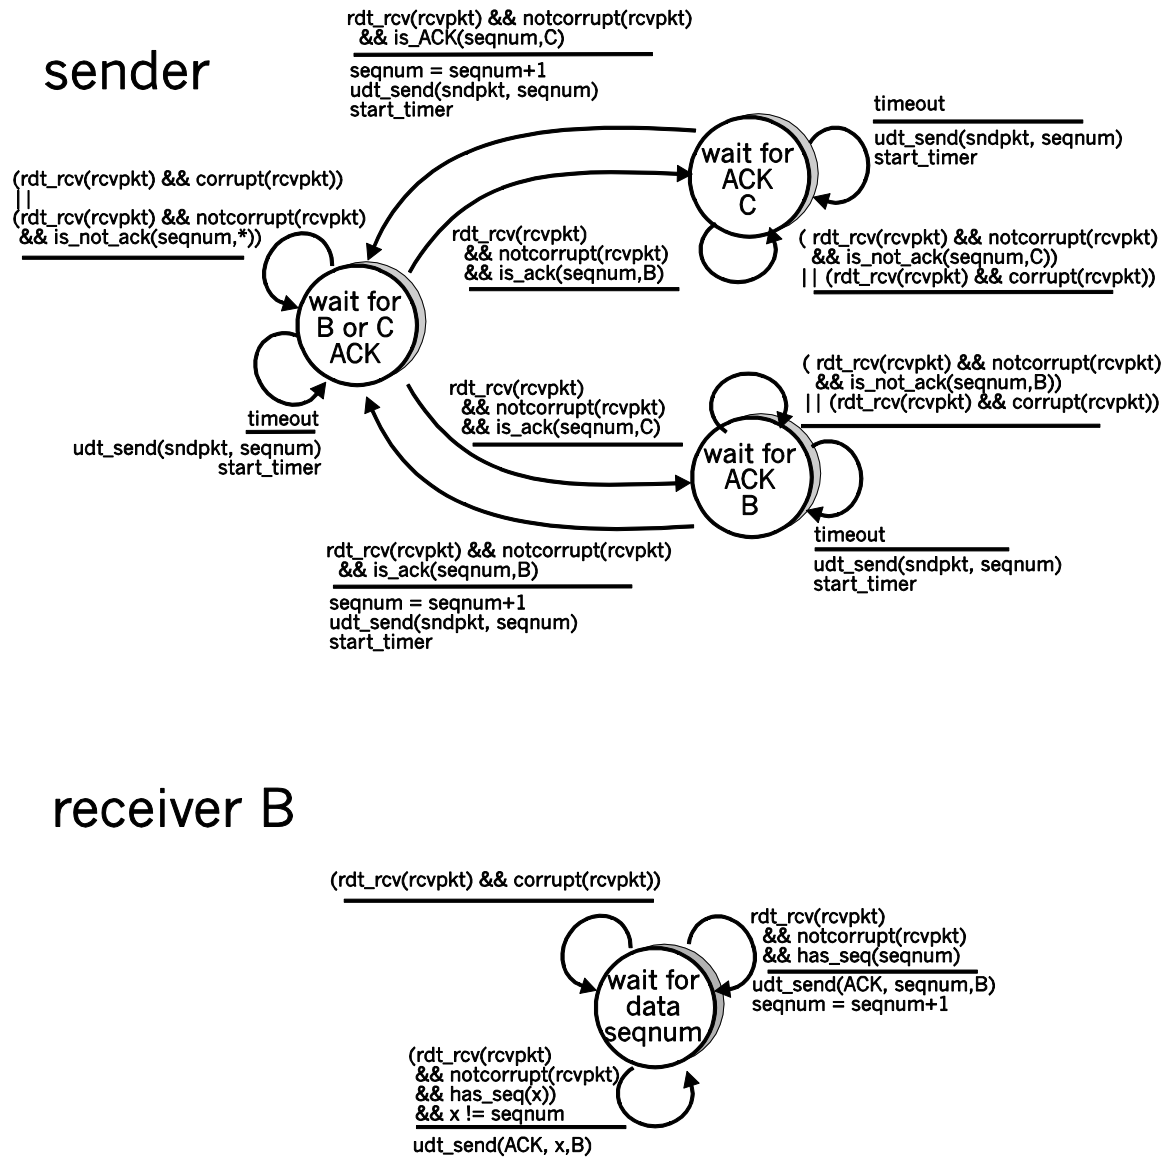 sender
rdt_rcv(rcvpkt) && notcorrupt(rcvpkt)
&& is_ACK(seqnum,C)
seqnum = seqnum+1
udt_send(sndpkt, seqnum)
start_timer
timeout
udt_send(sndpkt, seqnum)
start_timer
wait for
ACK
C
(rdt_rcv(rcvpkt) && corrupt(rcvpkt))
||
(rdt_rcv(rcvpkt) && notcorrupt(rcvpkt)
&& is_not_ack(seqnum,*))
rdt_rcv(rcvpkt)
&& notcorrupt(rcvpkt)
&& is_ack(seqnum,B)
( rdt_rcv(rcvpkt) && notcorrupt(rcvpkt)
&& is_not_ack(seqnum,C))
|| (rdt_rcv(rcvpkt) && corrupt(rcvpkt))
wait for
B or C
ACK
timeout
udt_send(sndpkt, seqnum)
start_timer
rdt_rcv(rcvpkt)
&& notcorrupt(rcvpkt)
&& is_ack(seqnum,C)
( rdt_rcv(rcvpkt) && notcorrupt(rcvpkt)
&& is_not_ack(seqnum,B))
|| (rdt_rcv(rcvpkt) && corrupt(rcvpkt))
wait for
ACK
B
timeout
udt_send(sndpkt, seqnum)
start_timer
rdt_rcv(rcvpkt) && notcorrupt(rcvpkt)
&& is_ack(seqnum,B)
seqnum = seqnum+1
udt_send(sndpkt, seqnum)
start_timer
receiver B
(rdt_rcv(rcvpkt) && corrupt(rcvpkt))
rdt_rcv(rcvpkt)
&& notcorrupt(rcvpkt)
&& has_seq(seqnum)
udt_send(ACK, seqnum,B)
seqnum = seqnum+1
wait for
data
seqnum
(rdt_rcv(rcvpkt)
&& notcorrupt(rcvpkt)
&& has_seq(x))
&& x != seqnum
udt_send(ACK, x,B)